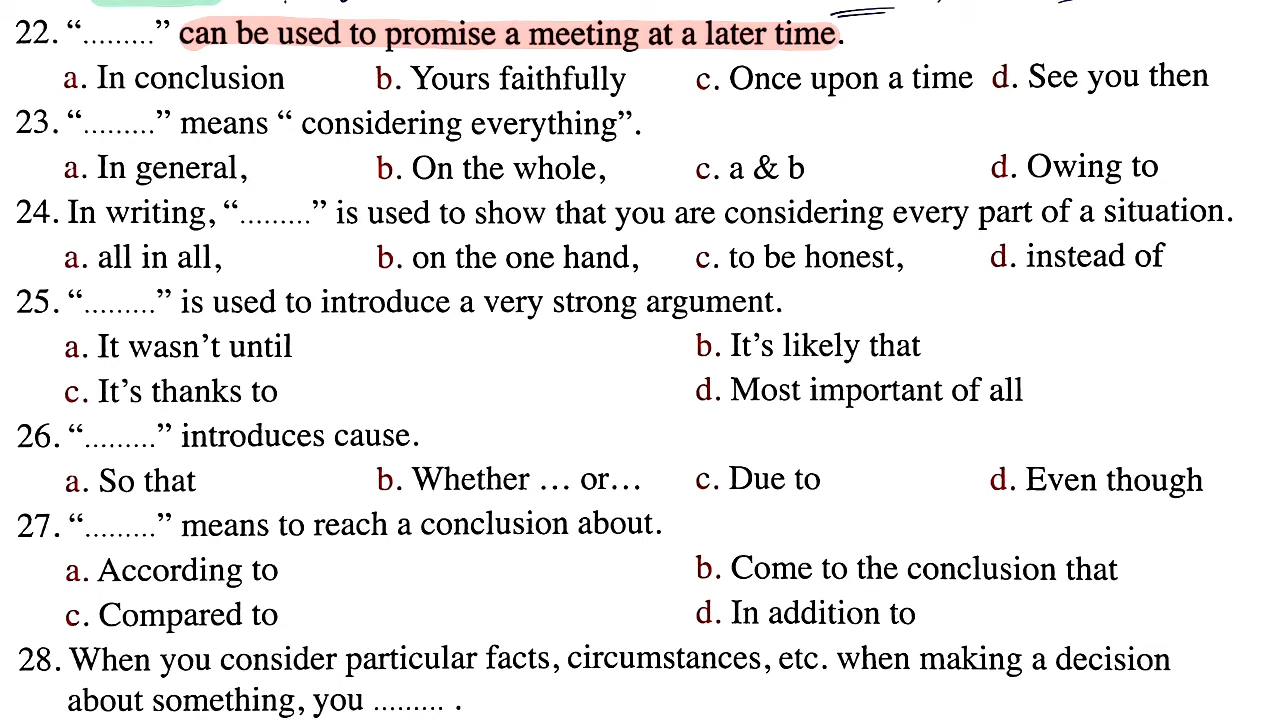 22. “.........” can be used to promise a meeting at a later time.
a. In conclusion b. Yours faithfully c. Once upon a time d. See you then
23. “.........” means “ considering everything”.
a. In general, b. On the whole, c. a & b d. Owing to
24. In writing, “.........” is used to show that you are considering every part of a situation.
a. all in all, b. on the one hand, c. to be honest, d. instead of
25. “.........” is used to introduce a very strong argument.
a. It wasn’t until b. It’s likely that
c. It’s thanks to d. Most important of all
26. “.........” introduces cause.
a. So that b. Whether ... or... c. Due to d. Even though
27. “.........” means to reach a conclusion about.
a. According to b. Come to the conclusion that
c. Compared to d. In addition to
28. When you consider particular facts, circumstances, etc. when making a decision
about something, you ......... .